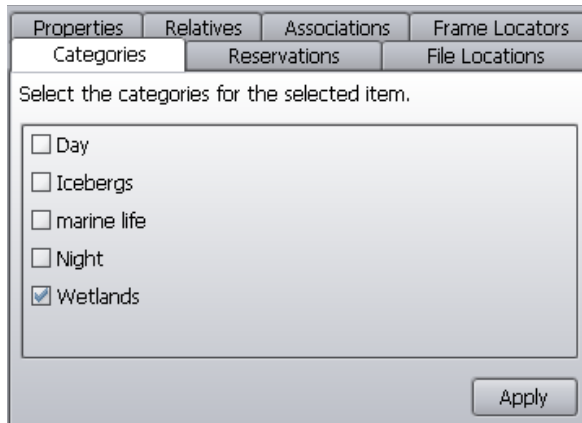 Properties Relatives Associations Frame Locators
Categories Reservations File Locations
Select the categories for the selected item.
Day
Icebergs
marine life
Night
Wetlands
Apply